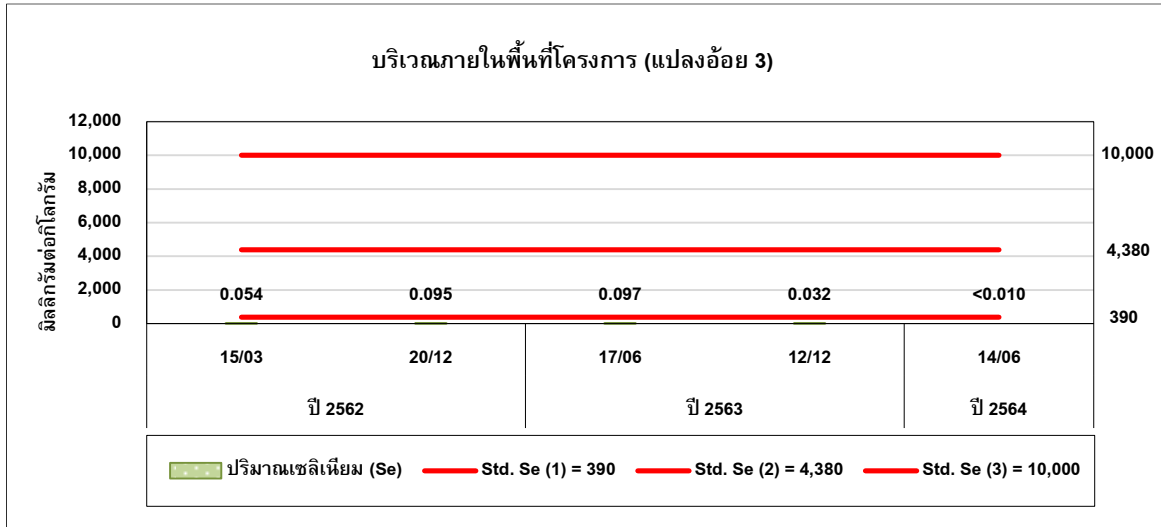 บริเวณภายในพื้นที่โครงการ (แปลงอ้อย 3)
มิลลิกรัมต่อกิโลกรัม
12,000
10,000
8,000
6,000
4,000
2,000
0
10,000
4,380
390
0.054 0.095 0.097 0.032 <0.010
15/03 20/12 17/06 12/12 14/06
ปี 2562 ปี 2563 ปี 2564
ปริมาณเซลิเนียม (Se) Std. Se (1) = 390 Std. Se (2) = 4,380 Std. Se (3) = 10,000